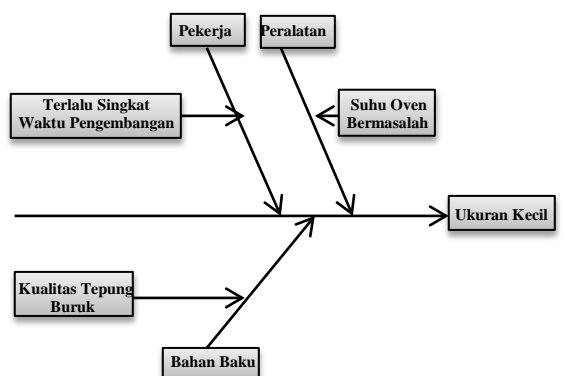 Pekerja
Peralatan
Terlalu Singkat
Waktu Pengembangan
Suhu Oven
Bermasalah
Ukuran Kecil
Kualitas Tepung
Buruk
Bahan Baku